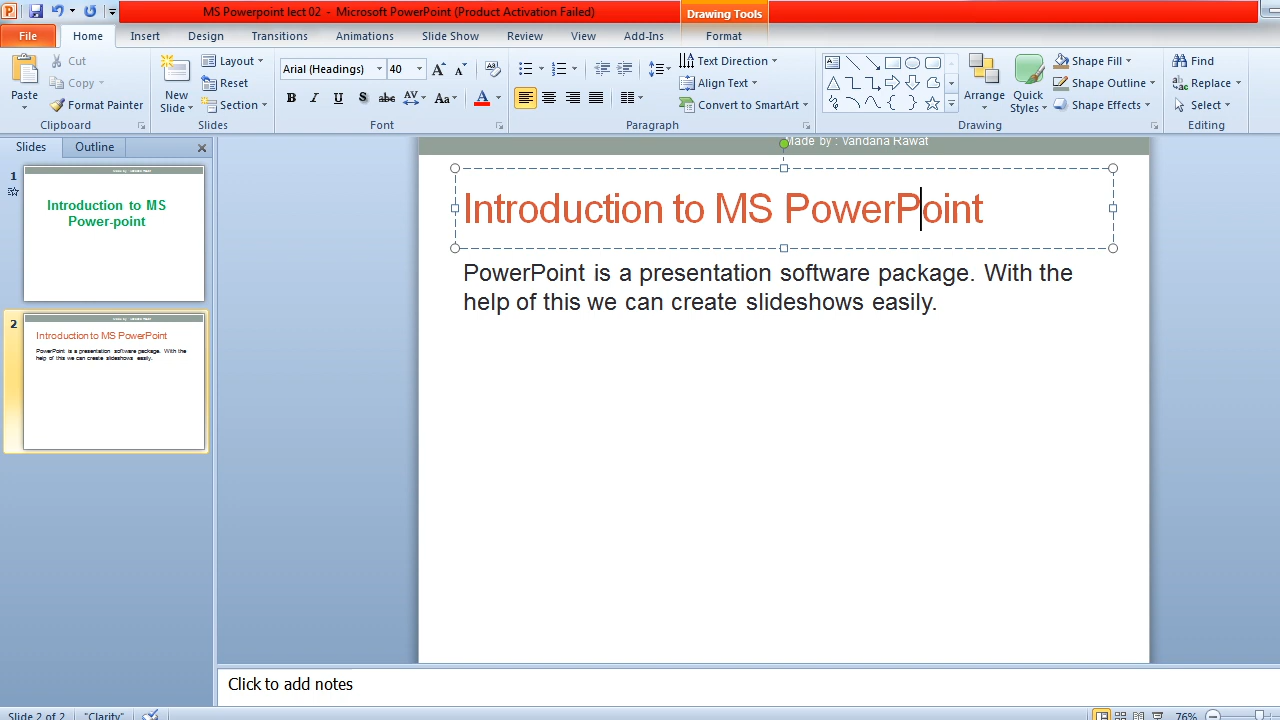 MS Powerpoint lect 02 - Microsoft PowerPoint (Product Activation Failed)
Drawing Tools
File Home Insert Design Transitions Animations Slide Show Review View Add-Ins Format
Paste
Cut
Copy
Format Painter
Clipboard
New
Slide
Layout
Reset
Section
Slides
Arial (Headings) 40
B I U S abc AV Aa A
Font
Text Direction
Align Text
Convert to SmartArt
Paragraph
Arrange
Quick
Styles
Shape Fill
Shape Outline
Shape Effects
Drawing
Find
Replace
Select
Editing
Slides Outline
1
Introduction to MS
Power-point
2
Introduction to MS PowerPoint
PowerPoint is a presentation software package. With the
help of this we can create slideshows easily.
Made by : Vandana Rawat
Introduction to MS PowerPoint
PowerPoint is a presentation software package. With the
help of this we can create slideshows easily.
Click to add notes
Slide 2 of 2 "Clarity" 76%